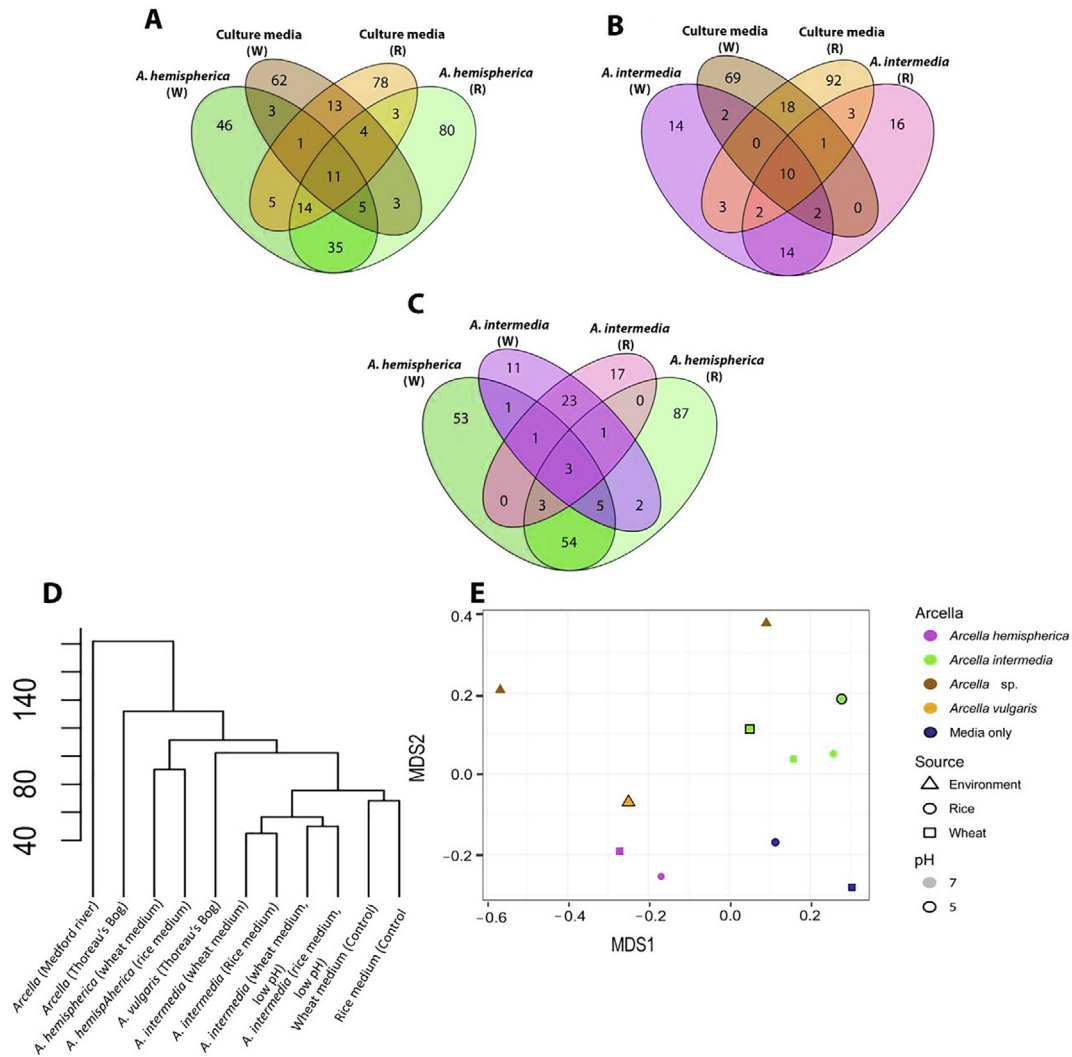 A
Culture media
(W)
Culture media
(R)
A. hemispherica
(W)
A. hemispherica
(R)
62
78
46
3
13
3
80
1
4
11
5
14
5
3
35
B
Culture media
(W)
Culture media
(R)
A. intermedia
(W)
A. intermedia
(R)
69
92
14
2
18
3
16
0
1
10
3
2
2
0
14
C
A. intermedia
(W)
A. intermedia
(R)
A. hemispherica
(W)
A. hemispherica
(R)
11
17
53
1
23
0
87
1
1
3
0
3
5
2
54
D
140
80
40
Arcella (Medford river)
Arcella (Thoreau's Bog)
A. hemispherica (wheat medium)
A. hemispAherica (rice medium)
A. vulgaris (Thoreau's Bog)
A. intermedia (wheat medium)
A. intermedia (Rice medium)
A. intermedia (wheat medium,
low pH)
A. intermedia (rice medium,
low pH)
Wheat medium (Control)
Rice medium (Control
E
0.4
0.2
0.0
−0.2
MDS2
−0.6
−0.4
−0.2
0.0
0.2
MDS1
Arcella
Arcella hemispherica
Arcella intermedia
Arcella sp.
Arcella vulgaris
Media only
Source
Environment
Rice
Wheat
pH
7
5